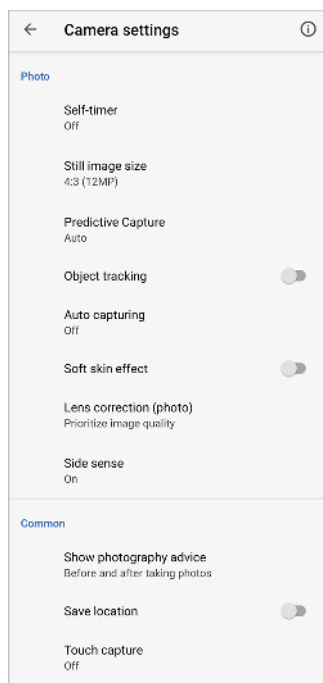 Camera settings
Photo
Self-timer
Off
Still image size
4:3 (12MP)
Predictive Capture
Auto
Object tracking
Auto capturing
Off
Soft skin effect
Lens correction (photo)
Prioritize image quality
Side sense
On
Common
Show photography advice
Before and after taking photos
Save location
Touch capture
Off